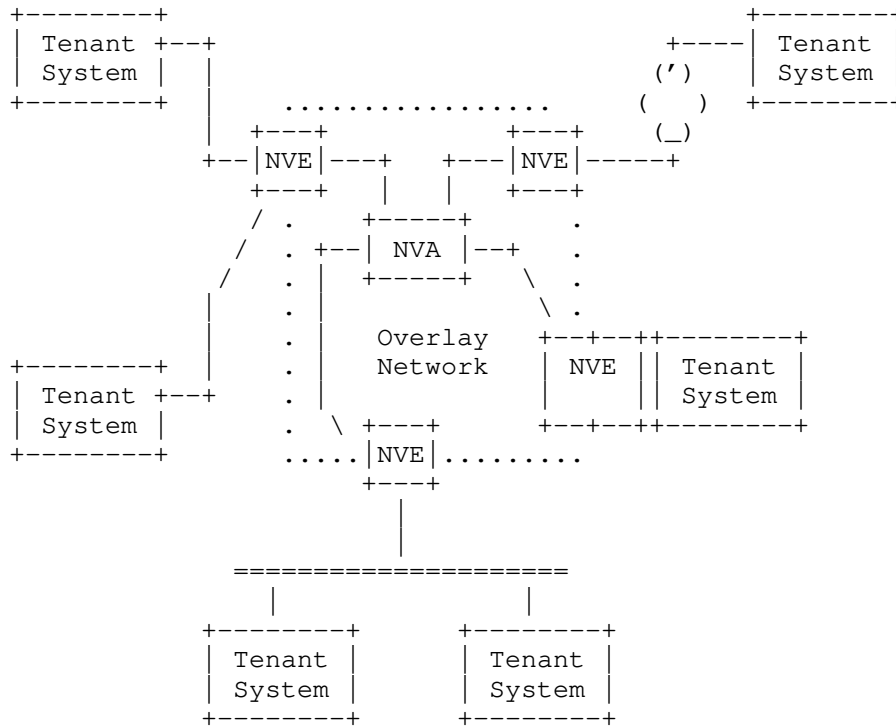 Tenant
System
Tenant
System
NVE
NVE
NVA
Overlay
Network
NVE
Tenant
System
Tenant
System
NVE
Tenant
System
Tenant
System